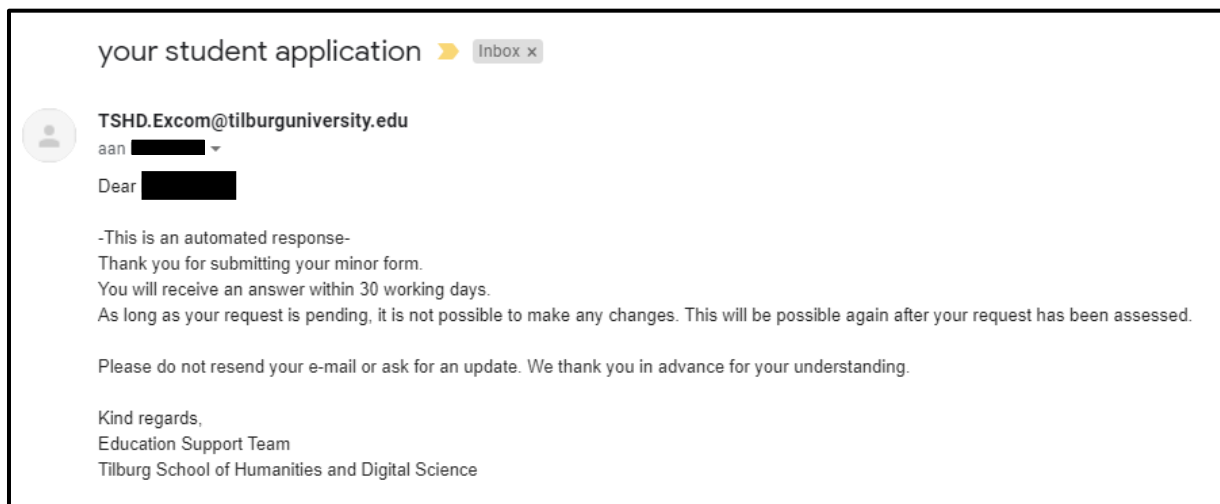 your student application Inbox x
TSHD.Excom@tilburguniversity.edu
aan
Dear
-This is an automated response-
Thank you for submitting your minor form.
You will receive an answer within 30 working days.
As long as your request is pending, it is not possible to make any changes. This will be possible again after your request has been assessed.
Please do not resend your e-mail or ask for an update. We thank you in advance for your understanding.
Kind regards,
Education Support Team
Tilburg School of Humanities and Digital Science